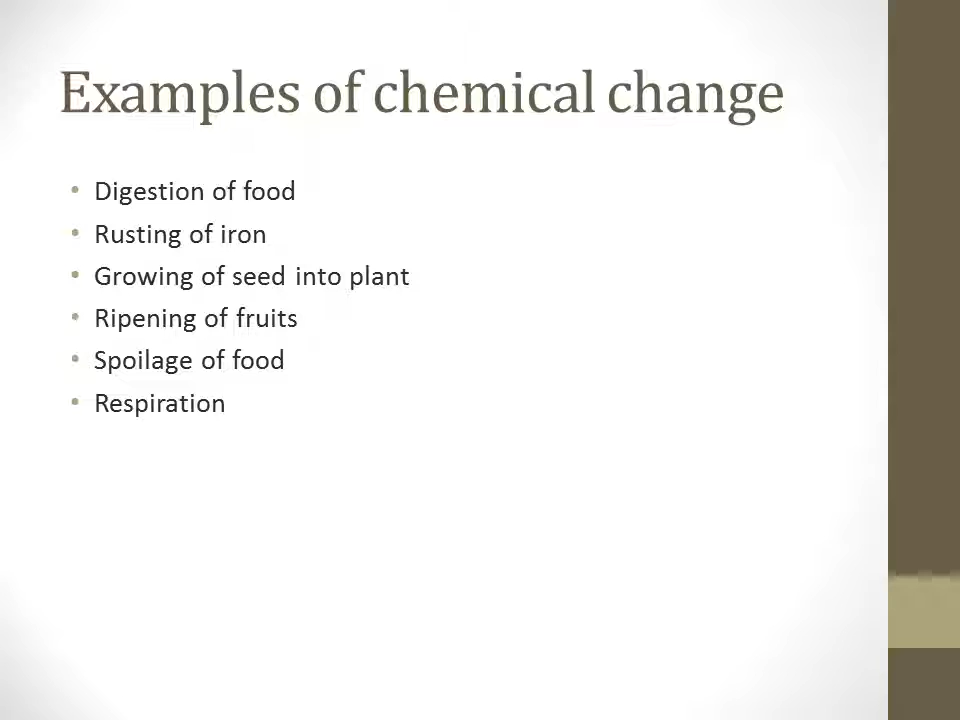 Examples of chemical change
• Digestion of food
• Rusting of iron
• Growing of seed into plant
• Ripening of fruits
• Spoilage of food
• Respiration